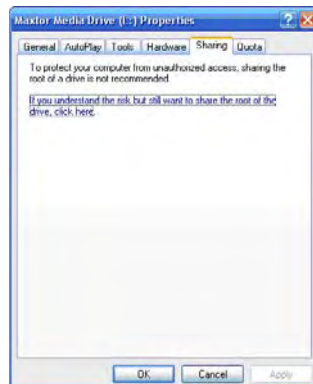 Maxtor Media Drive (L:) Properties
General AutoPlay Tools Hardware Sharing Quota
To protect your computer from unauthorized access, sharing the
root of a drive is not recommended.
If you understand the risk but still want to share the root of the
drive, click here.
OK Cancel Apply